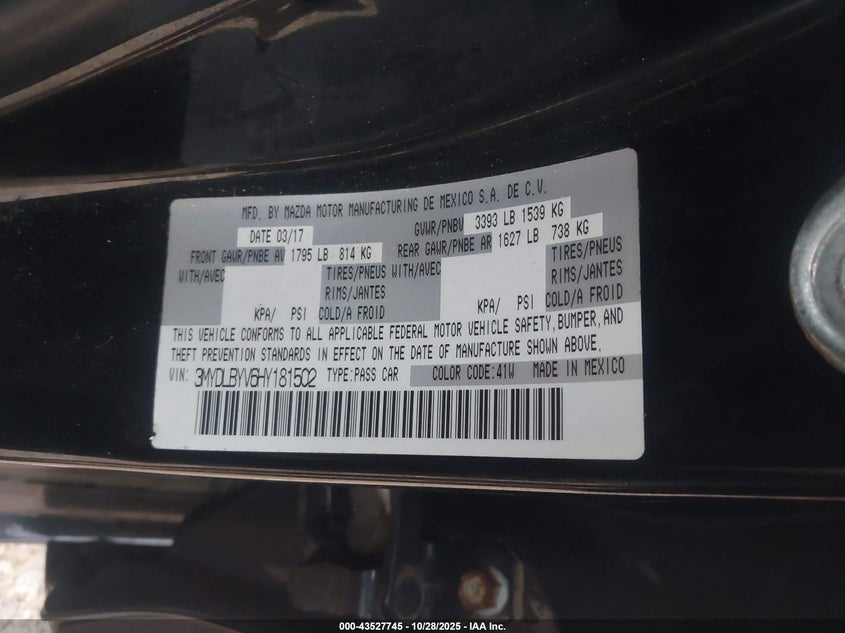 MFD. BY MAZDA MOTOR MANUFACTURING DE MEXICO S.A. DE C.V.
DATE 03/17 GVWR/PNBV 3393 LB 1539 KG
FRONT GAWR/PNBE AV 1795 LB 814 KG REAR GAWR/PNBE AR 1627 LB 738 KG
WITH/AVEC TIRES/PNEUS WITH/AVEC TIRES/PNEUS
RIMS/JANTES RIMS/JANTES
KPA/ PSI COLD/A FROID KPA/ PSI COLD/A FROID
THIS VEHICLE CONFORMS TO ALL APPLICABLE FEDERAL MOTOR VEHICLE SAFETY, BUMPER, AND
THEFT PREVENTION STANDARDS IN EFFECT ON THE DATE OF MANUFACTURE SHOWN ABOVE.
VIN: 3MYDLBYV6HY181502 TYPE:PASS CAR COLOR CODE:41W MADE IN MEXICO
000-43527745 - 10/28/2025 - IAA Inc.